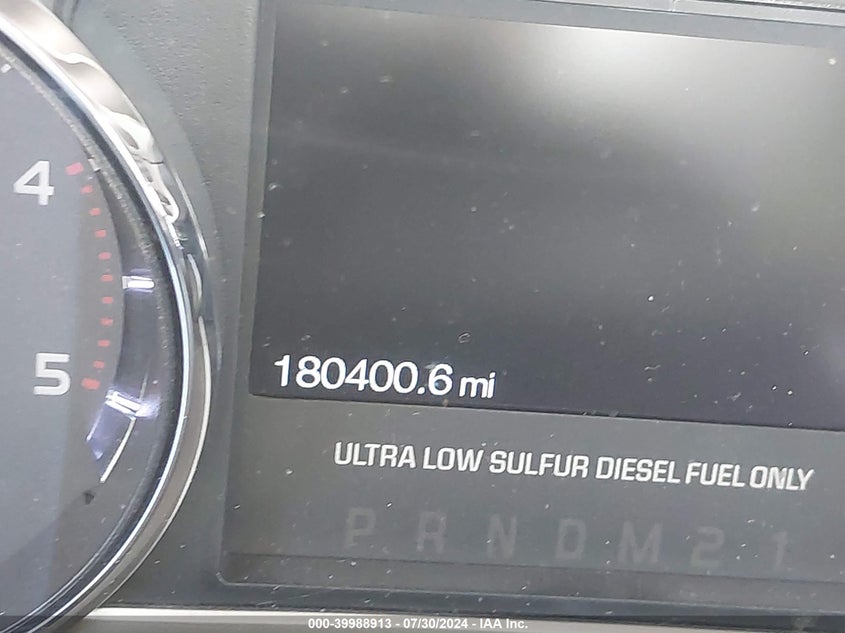 4
5
180400.6 mi
ULTRA LOW SULFUR DIESEL FUEL ONLY
P R N D M 2 1
000-39988913 / 07/30/2024 - IAA Inc.